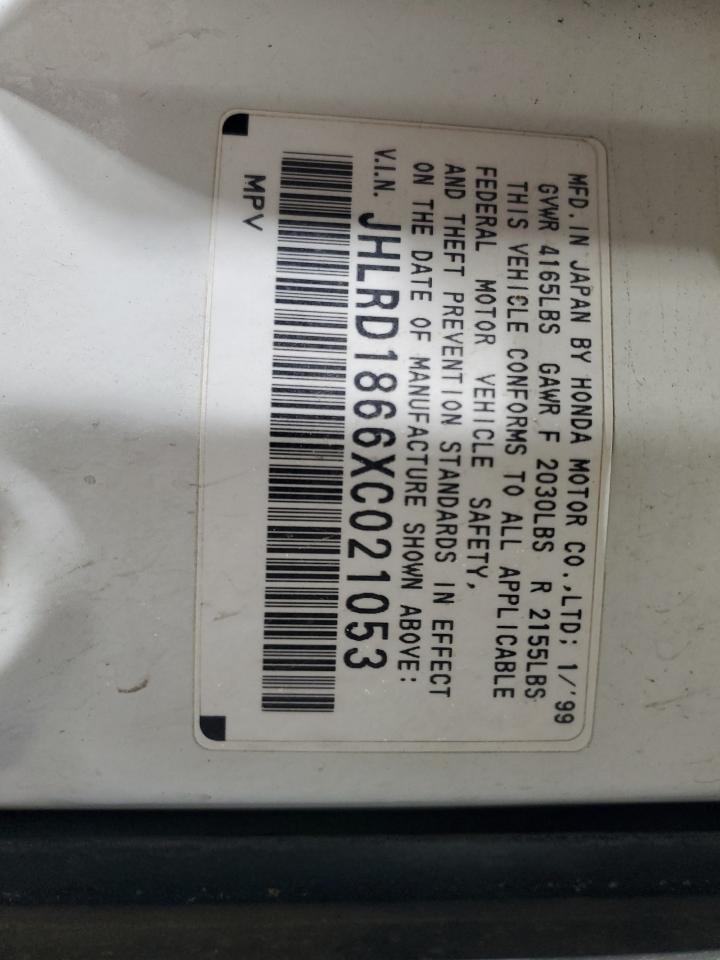 MFD. IN JAPAN BY HONDA MOTOR CO.,LTD; 1/'99
GVWR 4165LBS GAWR F 2030LBS R 2155LBS
THIS VEHICLE CONFORMS TO ALL APPLICABLE
FEDERAL MOTOR VEHICLE SAFETY,
AND THEFT PREVENTION STANDARDS IN EFFECT
ON THE DATE OF MANUFACTURE SHOWN ABOVE:
V.I.N. JHLRD1866XC021053
MPV